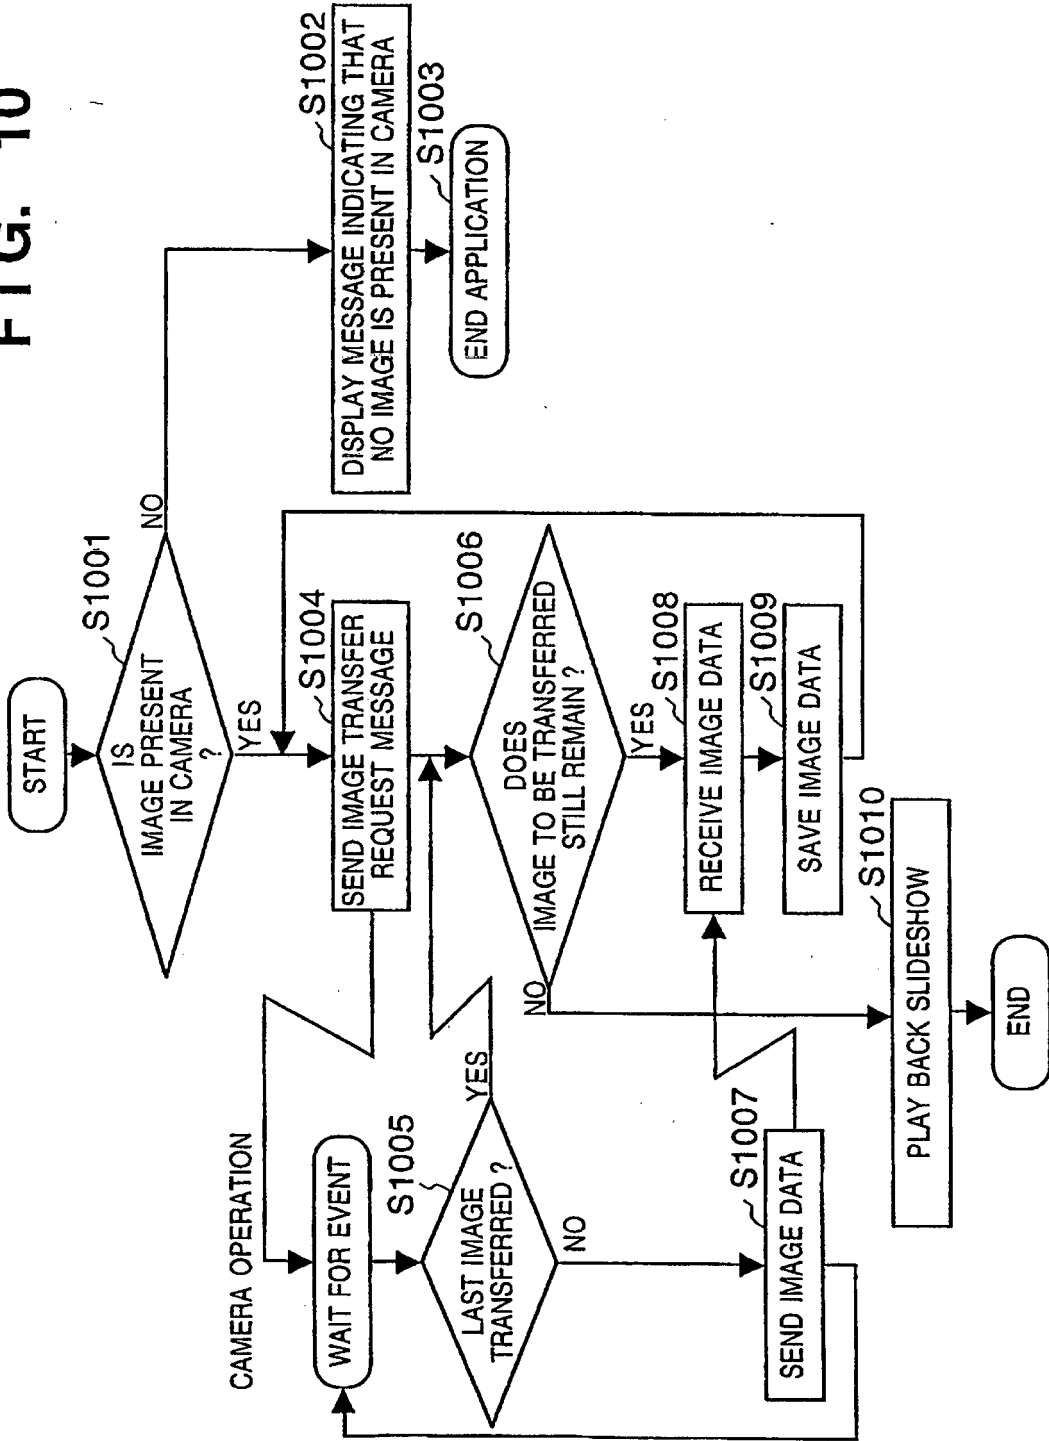 FIG. 10
START
S1001
IS
IMAGE PRESENT
IN CAMERA
?
NO
YES
S1002
DISPLAY MESSAGE INDICATING THAT
NO IMAGE IS PRESENT IN CAMERA
S1003
END APPLICATION
S1004
SEND IMAGE TRANSFER
REQUEST MESSAGE
CAMERA OPERATION
WAIT FOR EVENT
S1005
LAST IMAGE
TRANSFERRED ?
YES
NO
S1006
DOES
IMAGE TO BE TRANSFERRED
STILL REMAIN ?
NO
YES
S1007
SEND IMAGE DATA
S1008
RECEIVE IMAGE DATA
S1009
SAVE IMAGE DATA
S1010
PLAY BACK SLIDESHOW
END